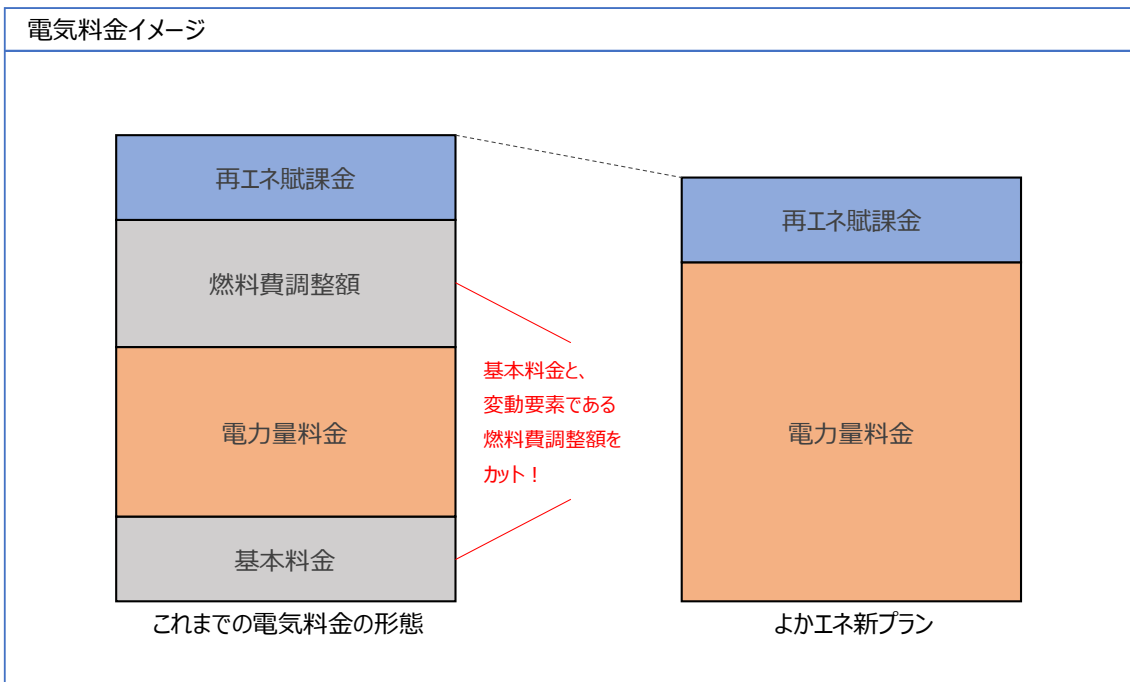 電気料金イメージ
再エネ賦課金
燃料費調整額
電力量料金
基本料金
これまでの電気料金の形態
基本料金と、
変動要素である
燃料費調整額を
カット！
再エネ賦課金
電力量料金
よかエネ新プラン